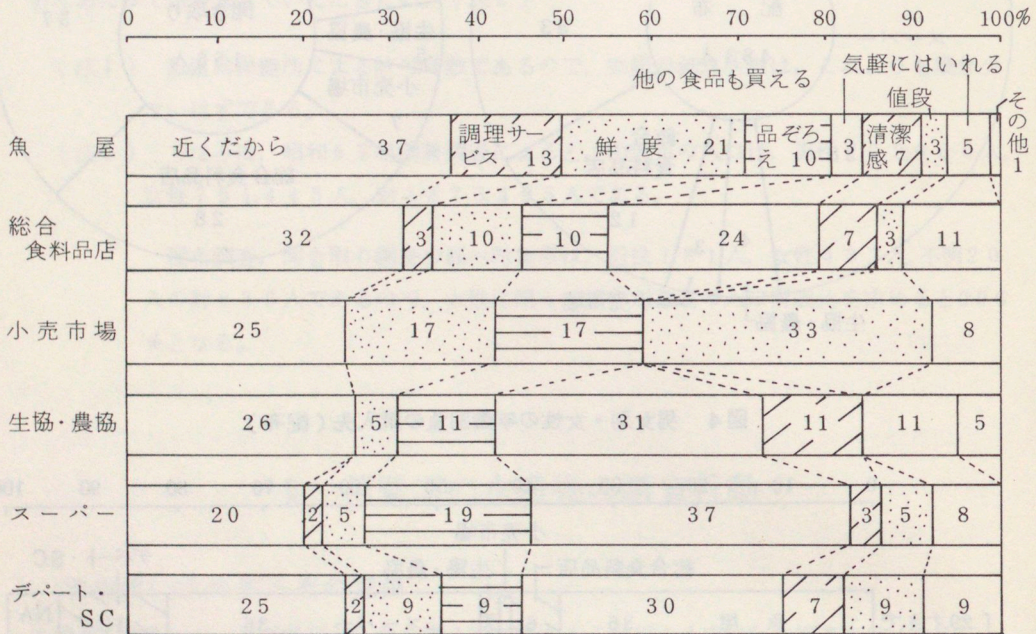 0 10 20 30 40 50 60 70 80 90 100%
他の食品も買える
気軽にはいれる
値段
その他1
魚屋 近くだから 37 調理サービス 13 鮮度 21 品ぞろえ 10 3 清潔感 7 3 5
総合食料品店 32 3 10 10 24 7 3 11
小売市場 25 17 17 33 8
生協・農協 26 5 11 31 11 11 5
スーパー 20 2 5 19 37 3 5 8
デパート・SC 25 2 9 9 30 7 9 9